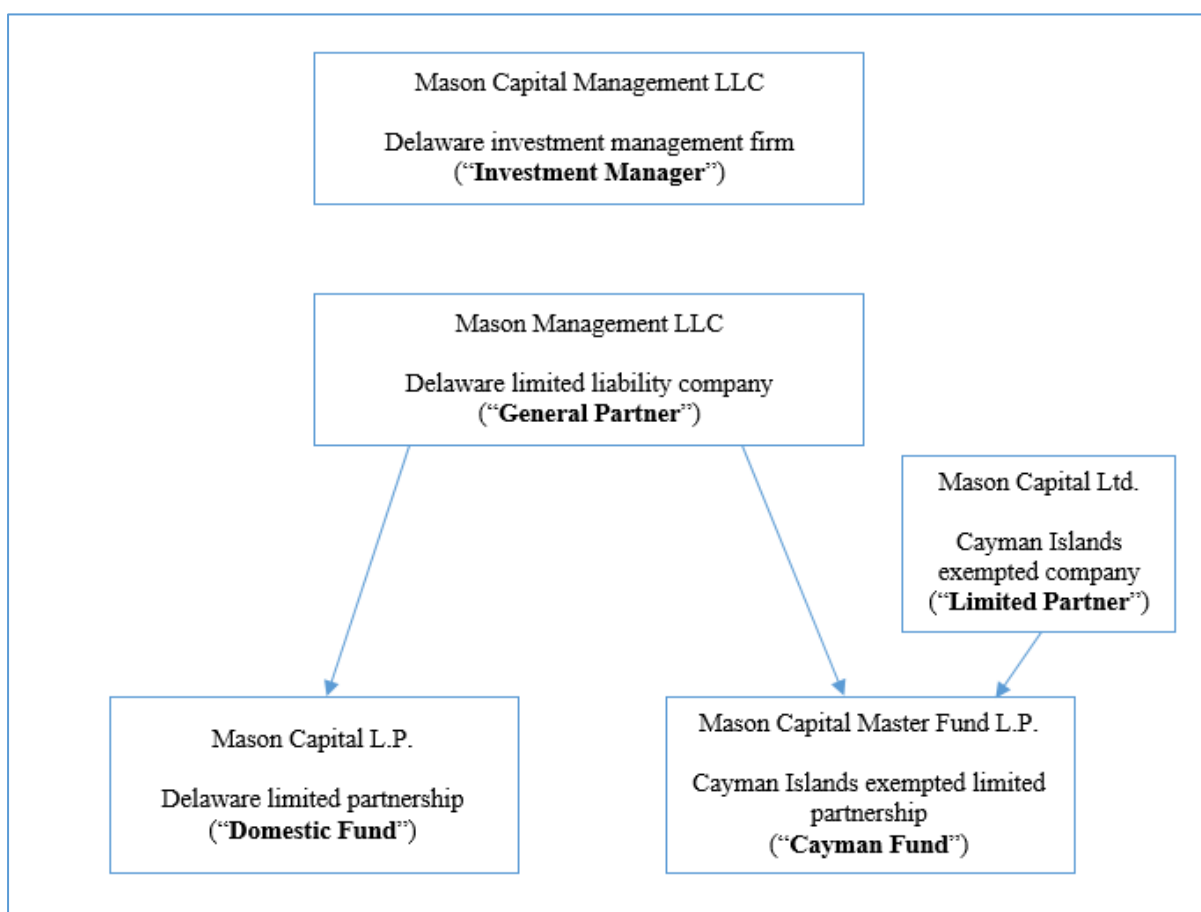 Mason Capital Management LLC
Delaware investment management firm
(“Investment Manager”)
Mason Management LLC
Delaware limited liability company
(“General Partner”)
Mason Capital Ltd.
Cayman Islands
exempted company
(“Limited Partner”)
Mason Capital L.P.
Delaware limited partnership
(“Domestic Fund”)
Mason Capital Master Fund L.P.
Cayman Islands exempted limited
partnership
(“Cayman Fund”)